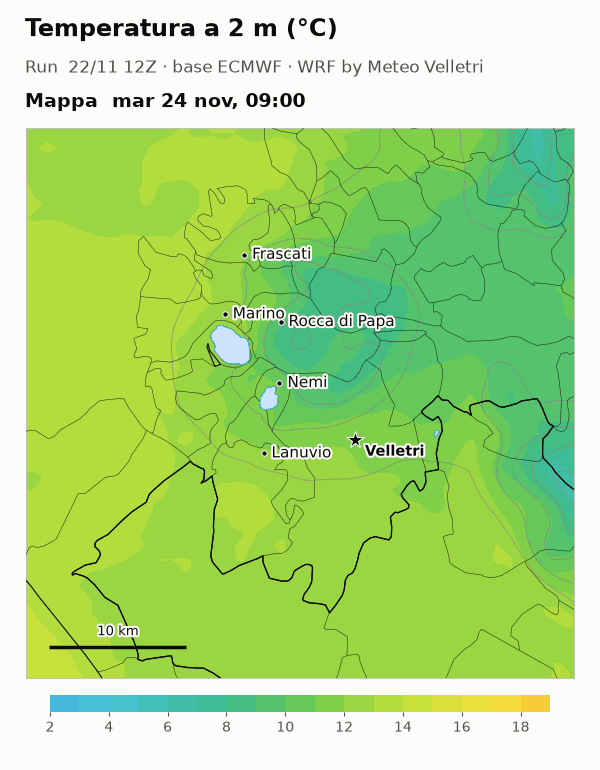 Temperatura a 2 m (°C)
Run  22/11 12Z · base ECMWF · WRF by Meteo Velletri
Mappa  mar 24 nov, 09:00
Frascati
Marino
Rocca di Papa
Nemi
Velletri
Lanuvio
10 km
2 4 6 8 10 12 14 16 18